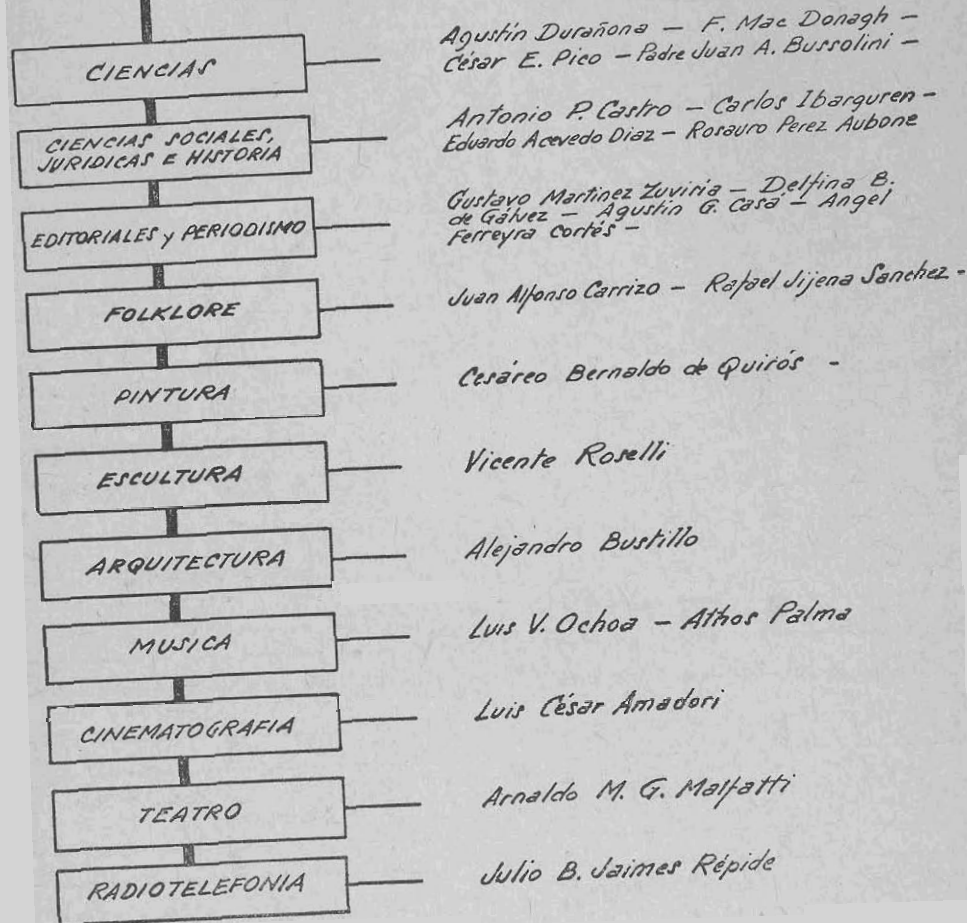 CIENCIAS
Agustín Durañona — F. Mac Donagh —
César E. Pico — Padre Juan A. Bussolini —
CIENCIAS SOCIALES,
JURIDICAS E HISTORIA
Antonio P. Castro — Carlos Ibarguren —
Eduardo Acevedo Diaz — Rosauro Perez Aubone
EDITORIALES y PERIODISMO
Gustavo Martinez Zuviría — Delfina B.
de Gálvez — Agustin G. Casá — Angel
Ferreyra Cortés —
FOLKLORE
Juan Alfonso Carrizo — Rafael Jijena Sanchez -
PINTURA
Cesáreo Bernaldo de Quirós -
ESCULTURA
Vicente Roselli
ARQUITECTURA
Alejandro Bustillo
MUSICA
Luis V. Ochoa — Athos Palma
CINEMATOGRAFIA
Luis César Amadori
TEATRO
Arnaldo M. G. Malfatti
RADIOTELEFONIA
Julio B. Jaimes Répide